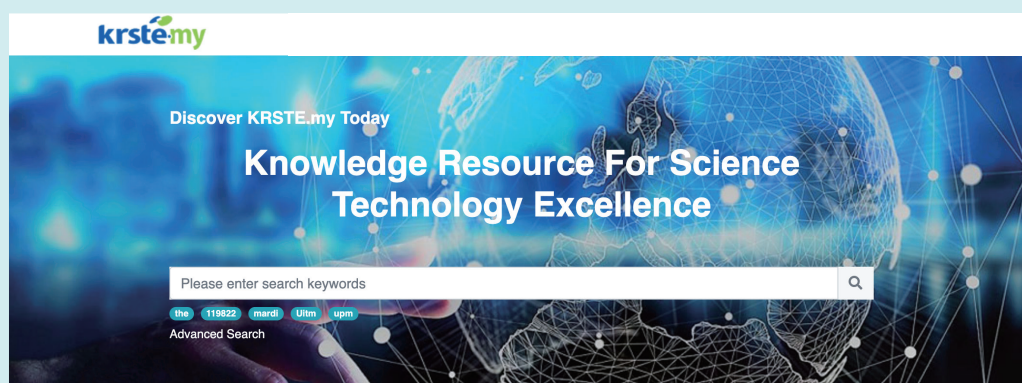 krste.my
Discover KRSTE.my Today
Knowledge Resource For Science
Technology Excellence
Please enter search keywords
the 119822 mardi Uitm upm
Advanced Search